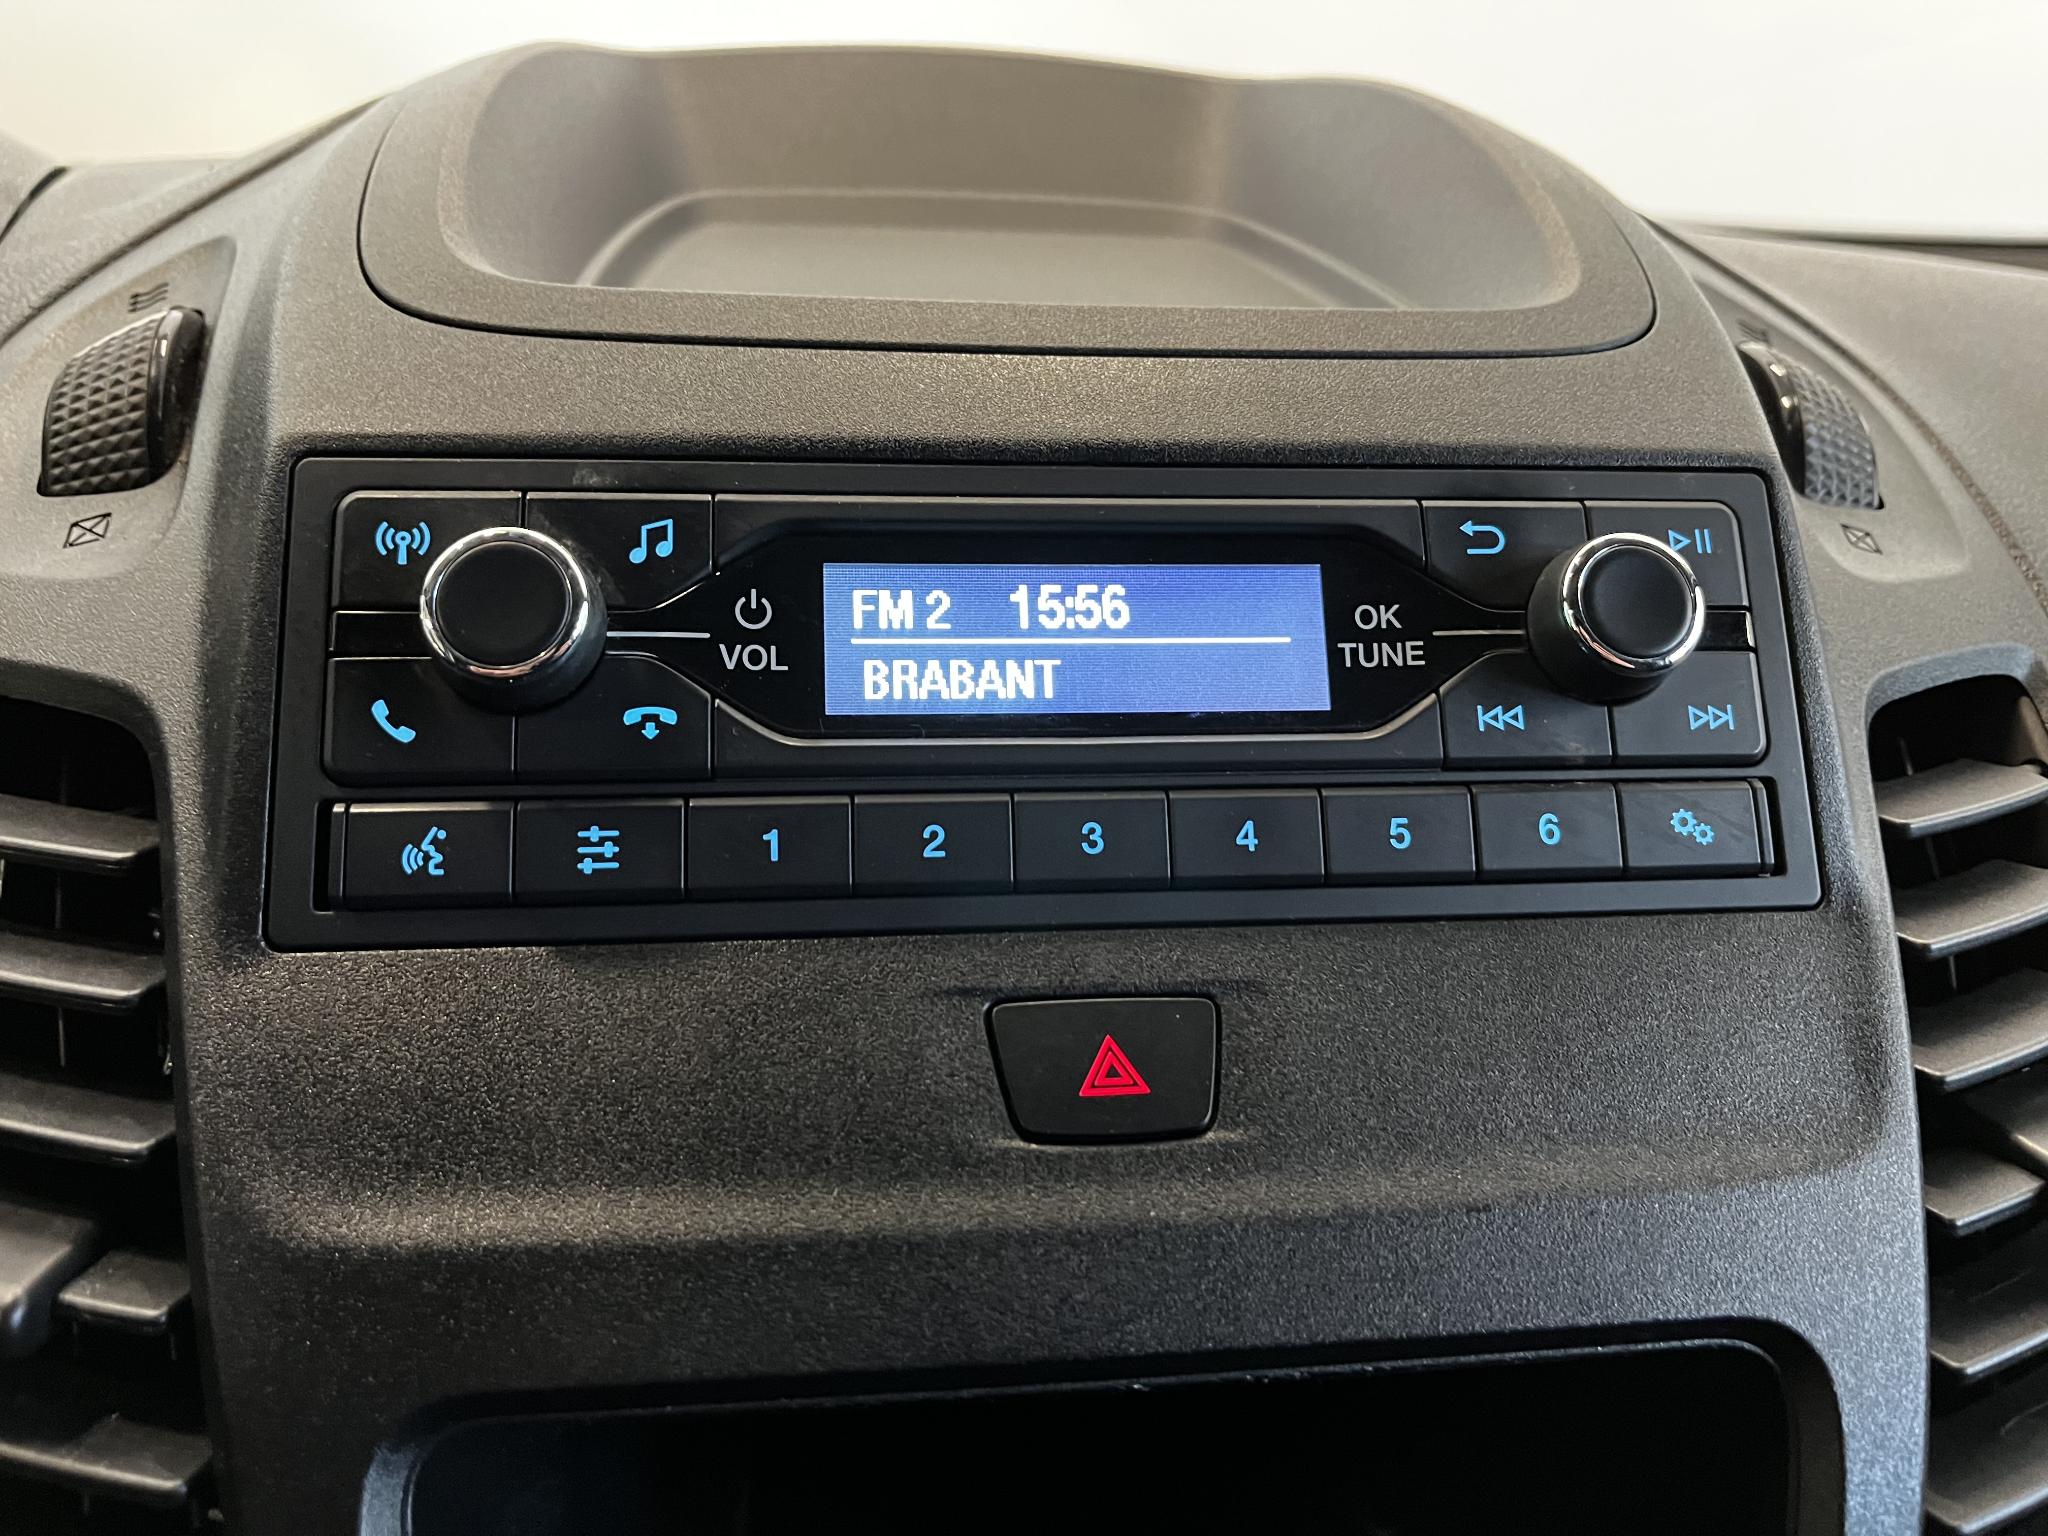 FM 2 15:56
BRABANT
VOL
OK
TUNE
1 2 3 4 5 6